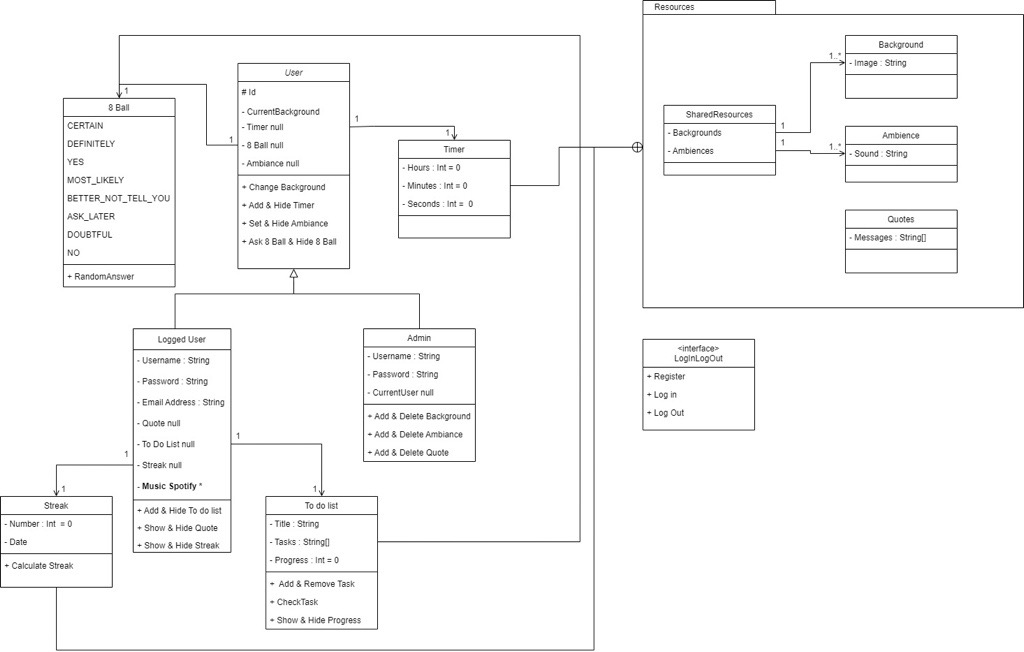 Resources
Background
- Image : String
1..*
SharedResources
- Backgrounds
- Ambiences
1
1
Ambience
- Sound : String
1..*
Quotes
- Messages : String[]
User
# Id
- CurrentBackground
- Timer null
- 8 Ball null
- Ambiance null
+ Change Background
+ Add & Hide Timer
+ Set & Hide Ambiance
+ Ask 8 Ball & Hide 8 Ball
1
1
1
1
8 Ball
CERTAIN
DEFINITELY
YES
MOST_LIKELY
BETTER_NOT_TELL_YOU
ASK_LATER
DOUBTFUL
NO
+ RandomAnswer
Timer
- Hours : Int = 0
- Minutes : Int = 0
- Seconds : Int =  0
Logged User
- Username : String
- Password : String
- Email Address : String
- Quote null
- To Do List null
- Streak null
- Music Spotify *
+ Add & Hide To do list
+ Show & Hide Quote
+ Show & Hide Streak
Admin
- Username : String
- Password : String
- CurrentUser null
+ Add & Delete Background
+ Add & Delete Ambiance
+ Add & Delete Quote
<interface>
LogInLogOut
+ Register
+ Log in
+ Log Out
1
1
1
1
Streak
- Number : Int  = 0
- Date
+ Calculate Streak
To do list
- Title : String
- Tasks : String[]
- Progress : Int = 0
+  Add & Remove Task
+ CheckTask
+ Show & Hide Progress